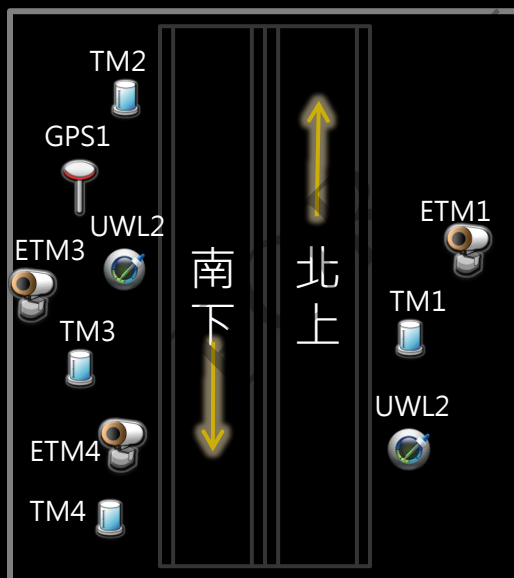 TM2
GPS1
UWL2
ETM3
TM3
ETM4
TM4
南下
北上
ETM1
TM1
UWL2